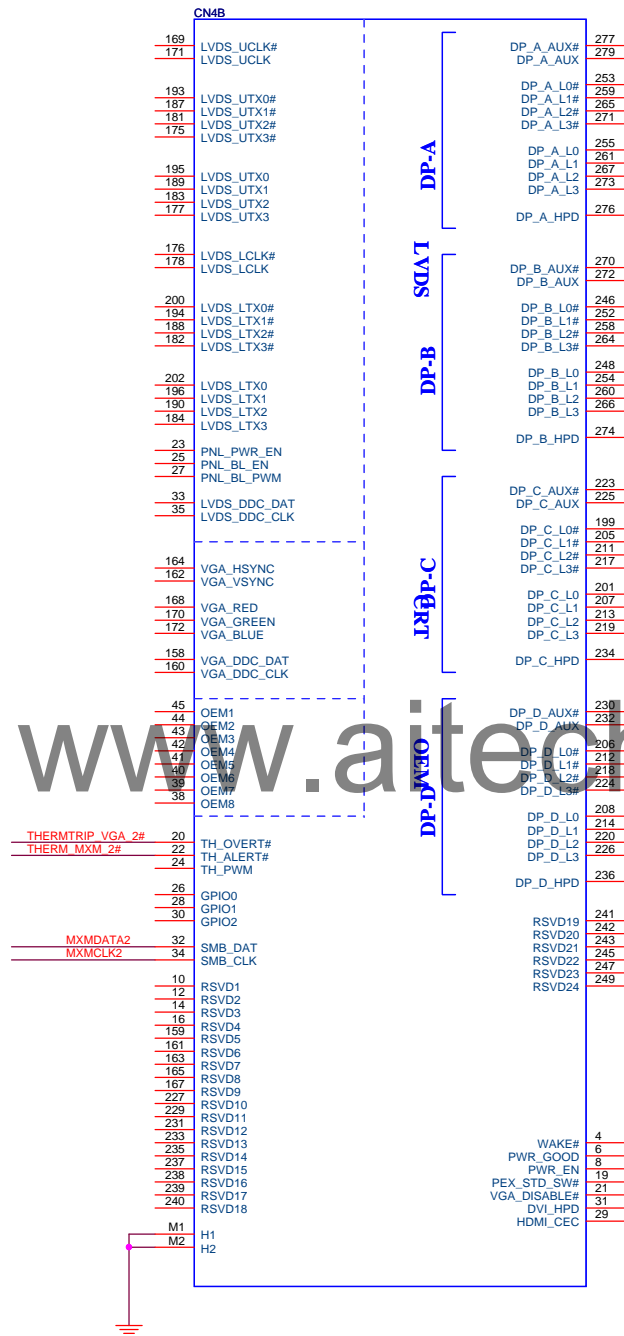 CN4B
169 LVDS_UCLK#
171 LVDS_UCLK
193 LVDS_UTX0#
187 LVDS_UTX1#
181 LVDS_UTX2#
175 LVDS_UTX3#
195 LVDS_UTX0
189 LVDS_UTX1
183 LVDS_UTX2
177 LVDS_UTX3
176 LVDS_LCLK#
178 LVDS_LCLK
200 LVDS_LTX0#
194 LVDS_LTX1#
188 LVDS_LTX2#
182 LVDS_LTX3#
202 LVDS_LTX0
196 LVDS_LTX1
190 LVDS_LTX2
184 LVDS_LTX3
23 PNL_PWR_EN
25 PNL_BL_EN
27 PNL_BL_PWM
33 LVDS_DDC_DAT
35 LVDS_DDC_CLK
164 VGA_HSYNC
162 VGA_VSYNC
168 VGA_RED
170 VGA_GREEN
172 VGA_BLUE
158 VGA_DDC_DAT
160 VGA_DDC_CLK
45 OEM1
44 OEM2
43 OEM3
42 OEM4
41 OEM5
40 OEM6
39 OEM7
38 OEM8
THERMTRIP_VGA_2# 20 TH_OVERT#
THERM_MXM_2# 22 TH_ALERT#
24 TH_PWM
26 GPIO0
28 GPIO1
30 GPIO2
MXMDATA2 32 SMB_DAT
MXMCLK2 34 SMB_CLK
10 RSVD1
12 RSVD2
14 RSVD3
16 RSVD4
159 RSVD5
161 RSVD6
163 RSVD7
165 RSVD8
167 RSVD9
227 RSVD10
229 RSVD11
231 RSVD12
233 RSVD13
235 RSVD14
237 RSVD15
238 RSVD16
239 RSVD17
240 RSVD18
M1 H1
M2 H2
LVDS
CRT
OEM
DP-A
DP-B
DP-C
DP-D
DP_A_AUX# 277
DP_A_AUX 279
DP_A_L0# 253
DP_A_L1# 259
DP_A_L2# 265
DP_A_L3# 271
DP_A_L0 255
DP_A_L1 261
DP_A_L2 267
DP_A_L3 273
DP_A_HPD 276
DP_B_AUX# 270
DP_B_AUX 272
DP_B_L0# 246
DP_B_L1# 252
DP_B_L2# 258
DP_B_L3# 264
DP_B_L0 248
DP_B_L1 254
DP_B_L2 260
DP_B_L3 266
DP_B_HPD 274
DP_C_AUX# 223
DP_C_AUX 225
DP_C_L0# 199
DP_C_L1# 205
DP_C_L2# 211
DP_C_L3# 217
DP_C_L0 201
DP_C_L1 207
DP_C_L2 213
DP_C_L3 219
DP_C_HPD 234
DP_D_AUX# 230
DP_D_AUX 232
DP_D_L0# 206
DP_D_L1# 212
DP_D_L2# 218
DP_D_L3# 224
DP_D_L0 208
DP_D_L1 214
DP_D_L2 220
DP_D_L3 226
DP_D_HPD 236
RSVD19 241
RSVD20 242
RSVD21 243
RSVD22 245
RSVD23 247
RSVD24 249
WAKE# 4
PWR_GOOD 6
PWR_EN 8
PEX_STD_SW# 19
VGA_DISABLE# 21
DVI_HPD 31
HDMI_CEC 29
www.aitech